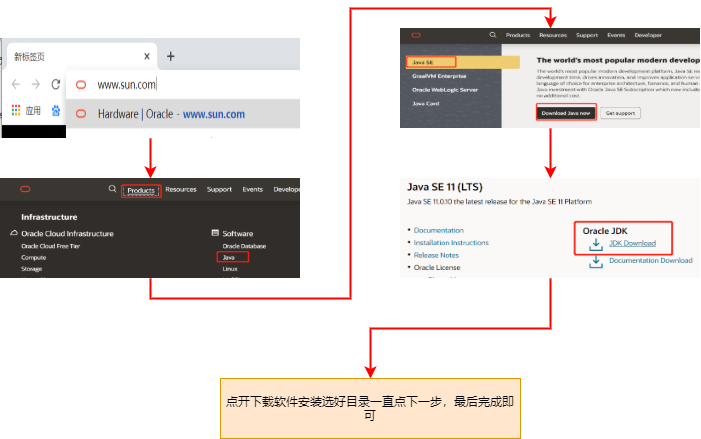 新标签页
www.sun.com
应用
Hardware | Oracle - www.sun.com
Products Resources Support Events Develope
Infrastructure
Oracle Cloud Infrastructure
Oracle Cloud Free Tier
Compute
Storage
Software
Oracle Database
Java
Linux
Products Resources Support Events Developer
Java SE
GraalVM Enterprise
Oracle WebLogic Server
Java Card
The world's most popular modern develop
The world's most popular modern development platform, Java SE re
development time, drives innovation, and improves application serv
language of choice for enterprise architecture, finance, and human
Java investment with Oracle Java SE Subscription which now include
no additional cost.
Download Java now
Get support
Java SE 11 (LTS)
Java SE 11.0.10 the latest release for the Java SE 11 Platform
Documentation
Installation Instructions
Release Notes
Oracle License
Oracle JDK
JDK Download
Documentation Download
点开下载软件安装选好目录一直点下一步，最后完成即
可